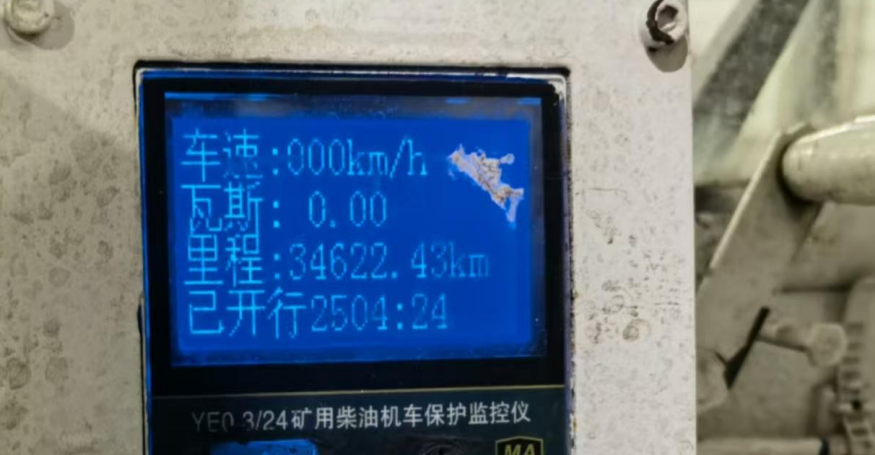 车速:000km/h
瓦斯: 0.00
里程:34622.43km
已开行2504:24
YE0.3/24矿用柴油机车保护监控仪
MA